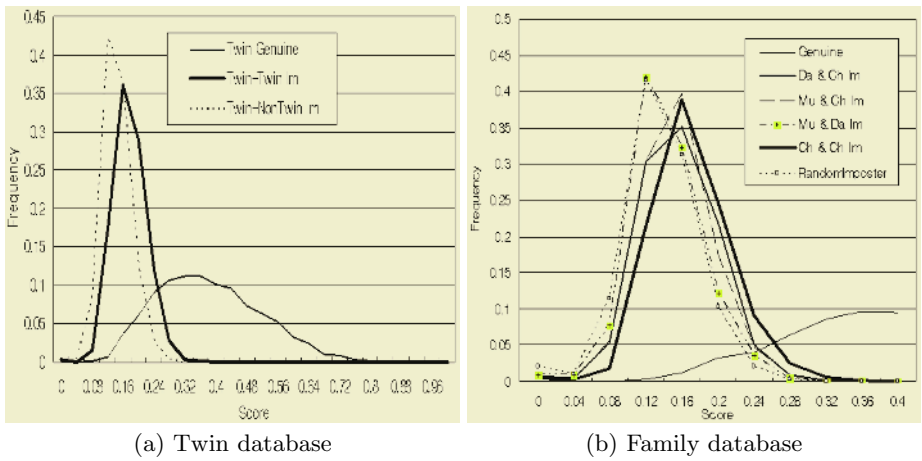 0.45
0.4
0.35
0.3
0.25
0.2
0.15
0.1
0.05
0
Frequency
Twin Genuine
Twin-Twin Im
Twin-NonTwin Im
0 0.08 0.16 0.24 0.32 0.4 0.48 0.56 0.64 0.72 0.8 0.88 0.96
Score
(a) Twin database
0.5
0.45
0.4
0.35
0.3
0.25
0.2
0.15
0.1
0.05
0
Frequency
Genuine
Da & Ch Im
Mu & Ch Im
Mu & Da Im
Ch & Ch Im
RandomImposter
0 0.04 0.08 0.12 0.16 0.2 0.24 0.28 0.32 0.36 0.4
Score
(b) Family database